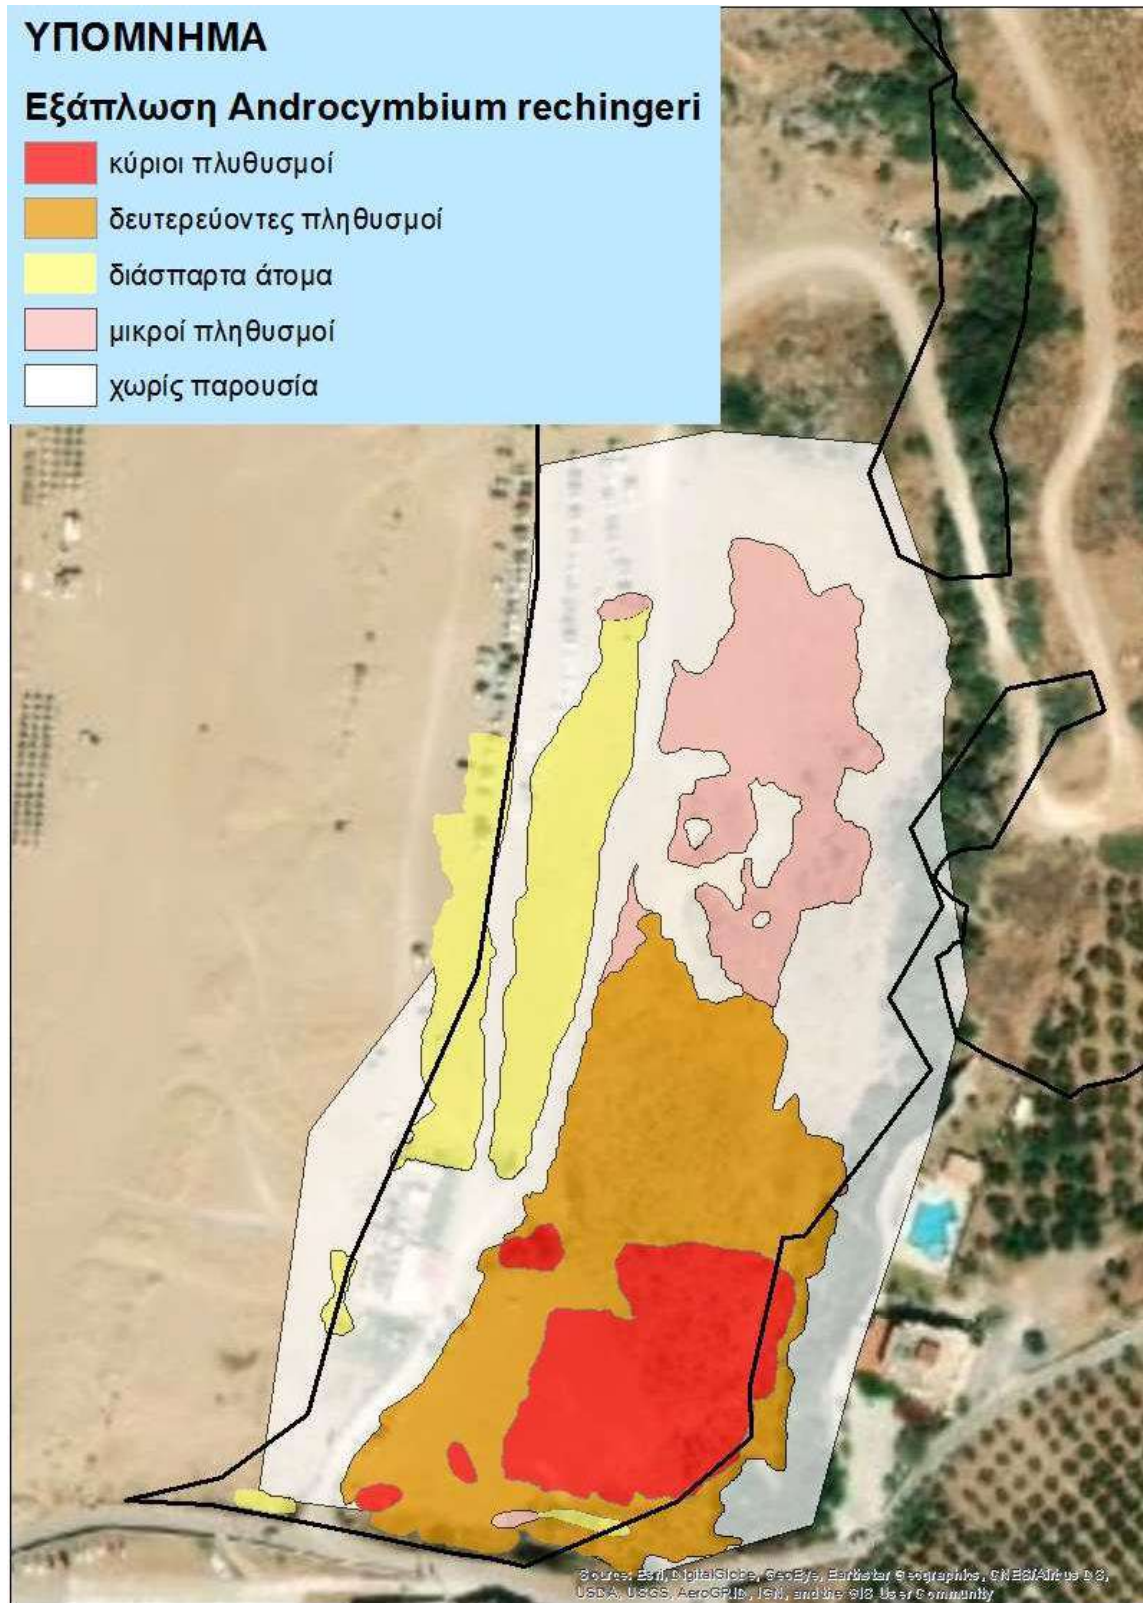 ΥΠΟΜΝΗΜΑ
Εξάπλωση Androcymbium rechingeri
κύριοι πλυθυσμοί
δευτερεύοντες πληθυσμοί
διάσπαρτα άτομα
μικροί πληθυσμοί
χωρίς παρουσία
Source: Esri, DigitalGlobe, GeoEye, Earthstar Geographics, CNES/Airbus DS,
USDA, USGS, AeroGRID, IGN, and the GIS User Community